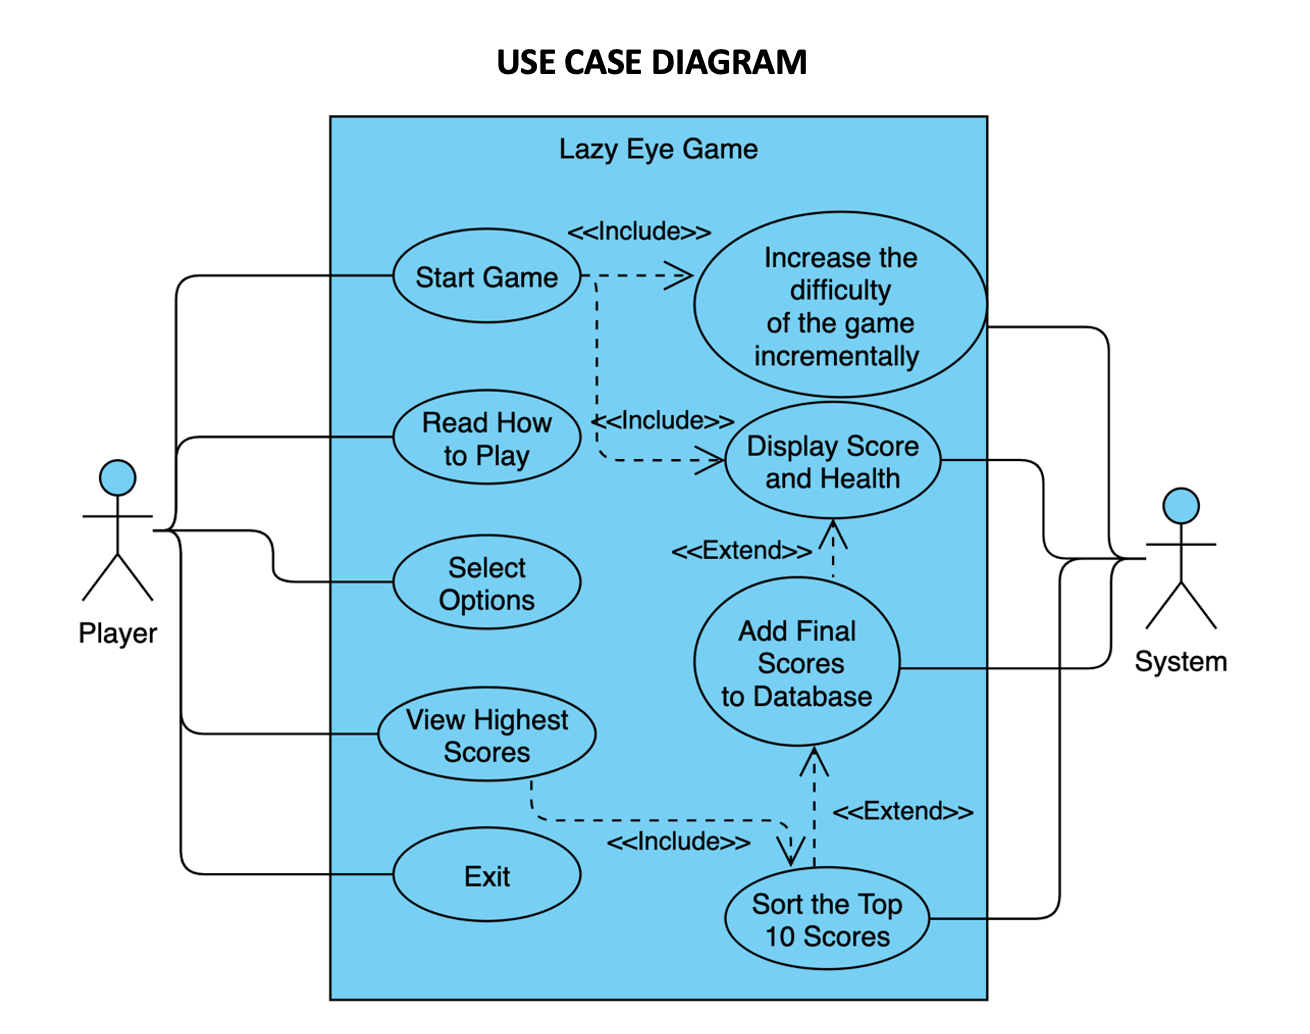 USE CASE DIAGRAM
Lazy Eye Game
<<Include>>
Start Game
Increase the
difficulty
of the game
incrementally
Read How
to Play
<<Include>>
Display Score
and Health
<<Extend>>
Select
Options
Player
Add Final
Scores
to Database
System
View Highest
Scores
<<Extend>>
<<Include>>
Exit
Sort the Top
10 Scores